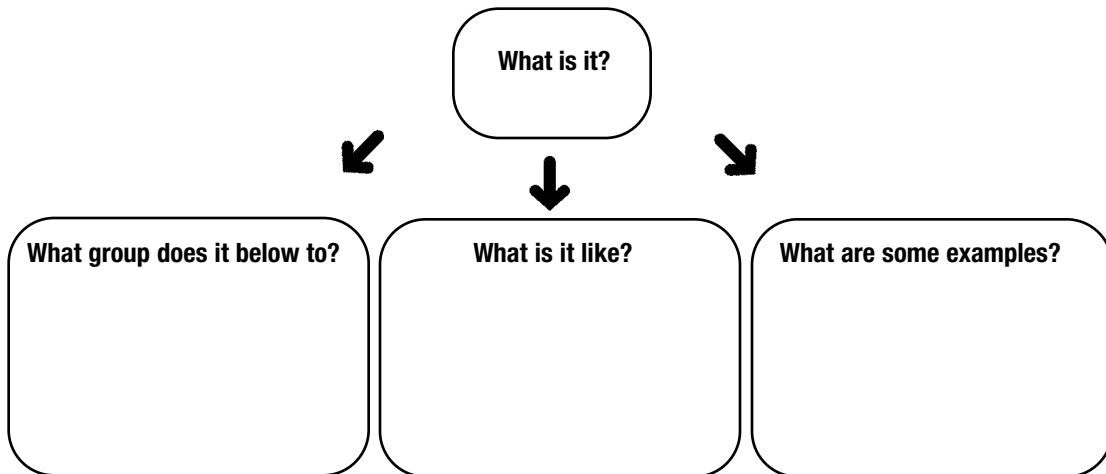 What is it?
What group does it below to?
What is it like?
What are some examples?